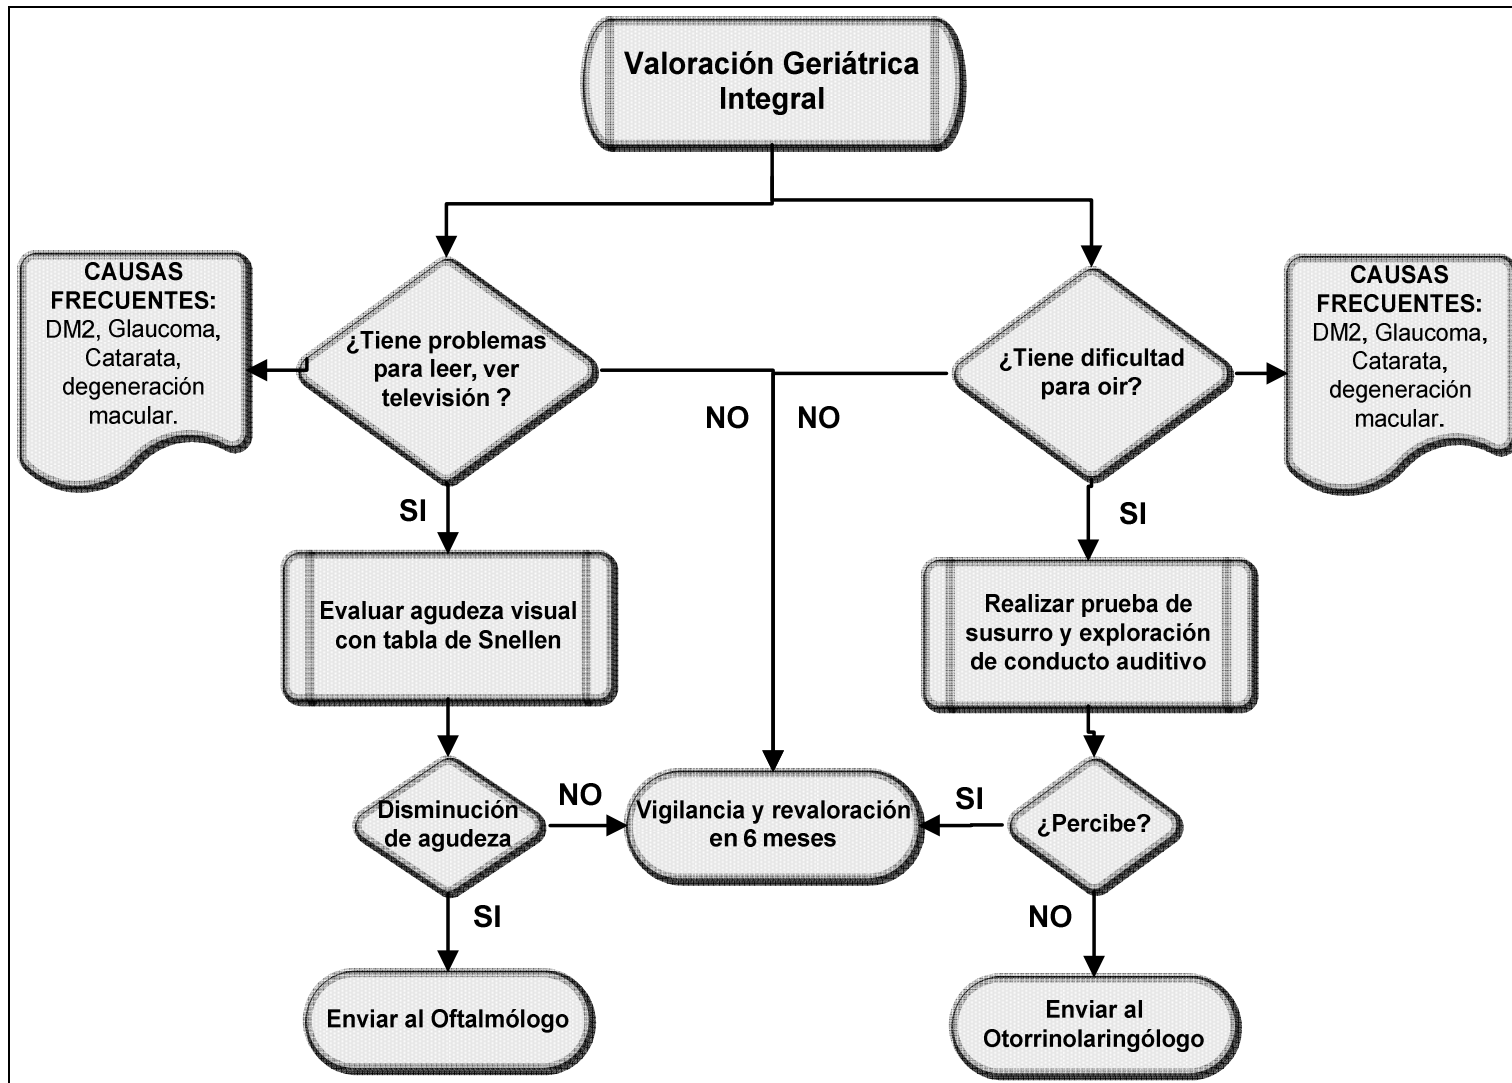 Valoración Geriátrica
Integral
CAUSAS
FRECUENTES:
DM2, Glaucoma,
Catarata,
degeneración
macular.
¿Tiene problemas
para leer, ver
televisión ?
¿Tiene dificultad
para oir?
CAUSAS
FRECUENTES:
DM2, Glaucoma,
Catarata,
degeneración
macular.
NO
NO
SI
SI
Evaluar agudeza visual
con tabla de Snellen
Realizar prueba de
susurro y exploración
de conducto auditivo
Disminución
de agudeza
NO
Vigilancia y revaloración
en 6 meses
SI
¿Percibe?
SI
NO
Enviar al Oftalmólogo
Enviar al
Otorrinolaringólogo